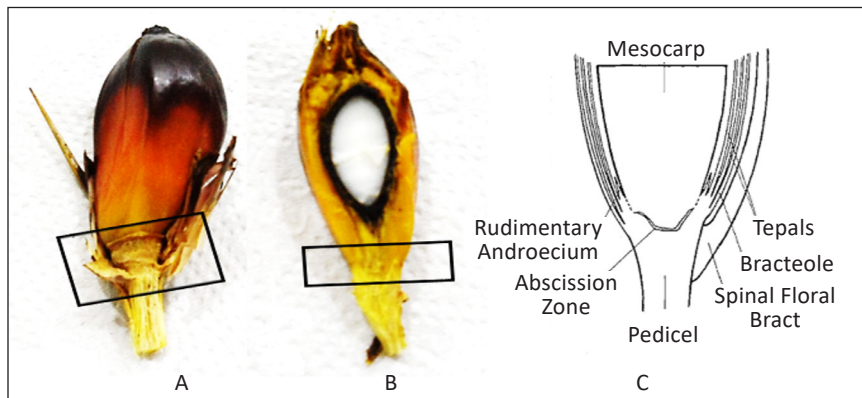 Mesocarp
Rudimentary
Androecium
Abscission
Zone
Tepals
Bracteole
Spinal Floral
Bract
Pedicel
A
B
C